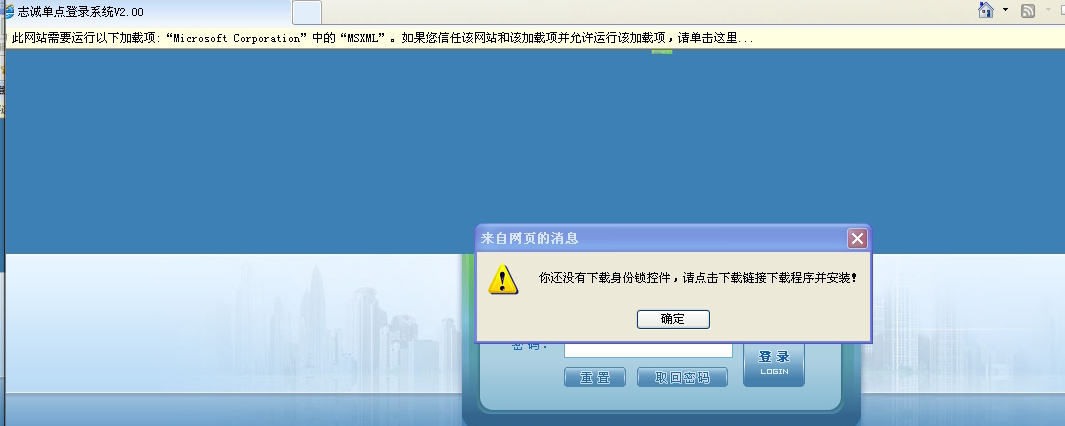 志诚单点登录系统V2.00
此网站需要运行以下加载项:“Microsoft Corporation”中的“MSXML”。如果您信任该网站和该加载项并允许运行该加载项，请单击这里...
来自网页的消息
你还没有下载身份锁控件，请点击下载链接下载程序并安装!
确定
密 码：
登 录
LOGIN
重 置
取回密码